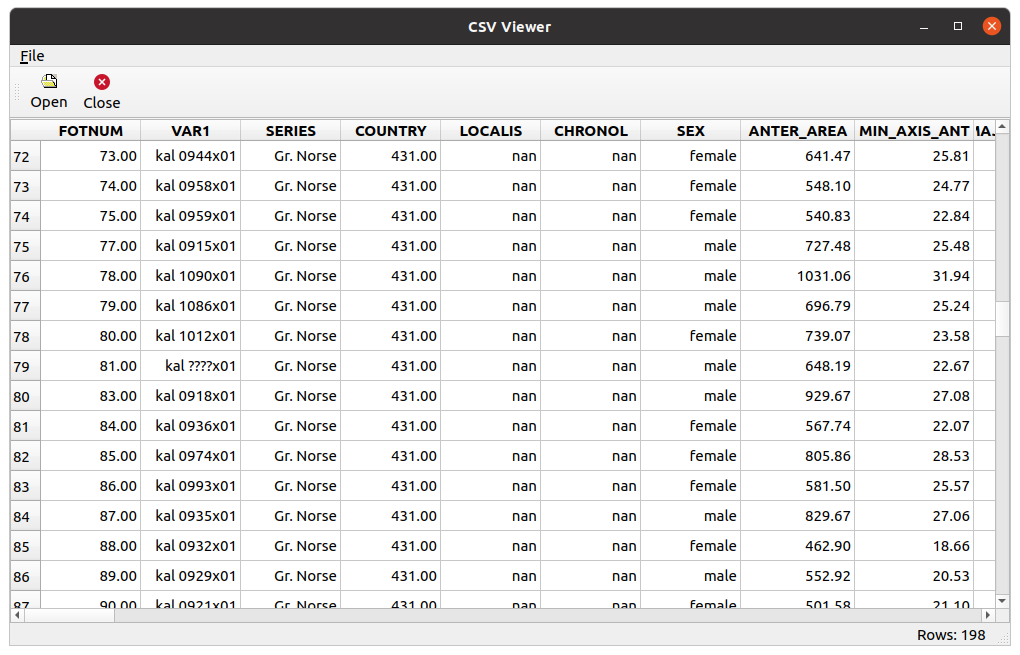 CSV Viewer
File
Open Close
FOTNUM VAR1 SERIES COUNTRY LOCALIS CHRONOL SEX ANTER_AREA MIN_AXIS_ANT
72 73.00 kal 0944x01 Gr. Norse 431.00 nan nan female 641.47 25.81
73 74.00 kal 0958x01 Gr. Norse 431.00 nan nan female 548.10 24.77
74 75.00 kal 0959x01 Gr. Norse 431.00 nan nan female 540.83 22.84
75 77.00 kal 0915x01 Gr. Norse 431.00 nan nan male 727.48 25.48
76 78.00 kal 1090x01 Gr. Norse 431.00 nan nan male 1031.06 31.94
77 79.00 kal 1086x01 Gr. Norse 431.00 nan nan male 696.79 25.24
78 80.00 kal 1012x01 Gr. Norse 431.00 nan nan female 739.07 23.58
79 81.00 kal ????x01 Gr. Norse 431.00 nan nan male 648.19 22.67
80 83.00 kal 0918x01 Gr. Norse 431.00 nan nan male 929.67 27.08
81 84.00 kal 0936x01 Gr. Norse 431.00 nan nan female 567.74 22.07
82 85.00 kal 0974x01 Gr. Norse 431.00 nan nan female 805.86 28.53
83 86.00 kal 0993x01 Gr. Norse 431.00 nan nan female 581.50 25.57
84 87.00 kal 0935x01 Gr. Norse 431.00 nan nan male 829.67 27.06
85 88.00 kal 0932x01 Gr. Norse 431.00 nan nan female 462.90 18.66
86 89.00 kal 0929x01 Gr. Norse 431.00 nan nan male 552.92 20.53
87 90.00 kal 0921x01 Gr. Norse 431.00 nan nan female 501.58 21.10
Rows: 198